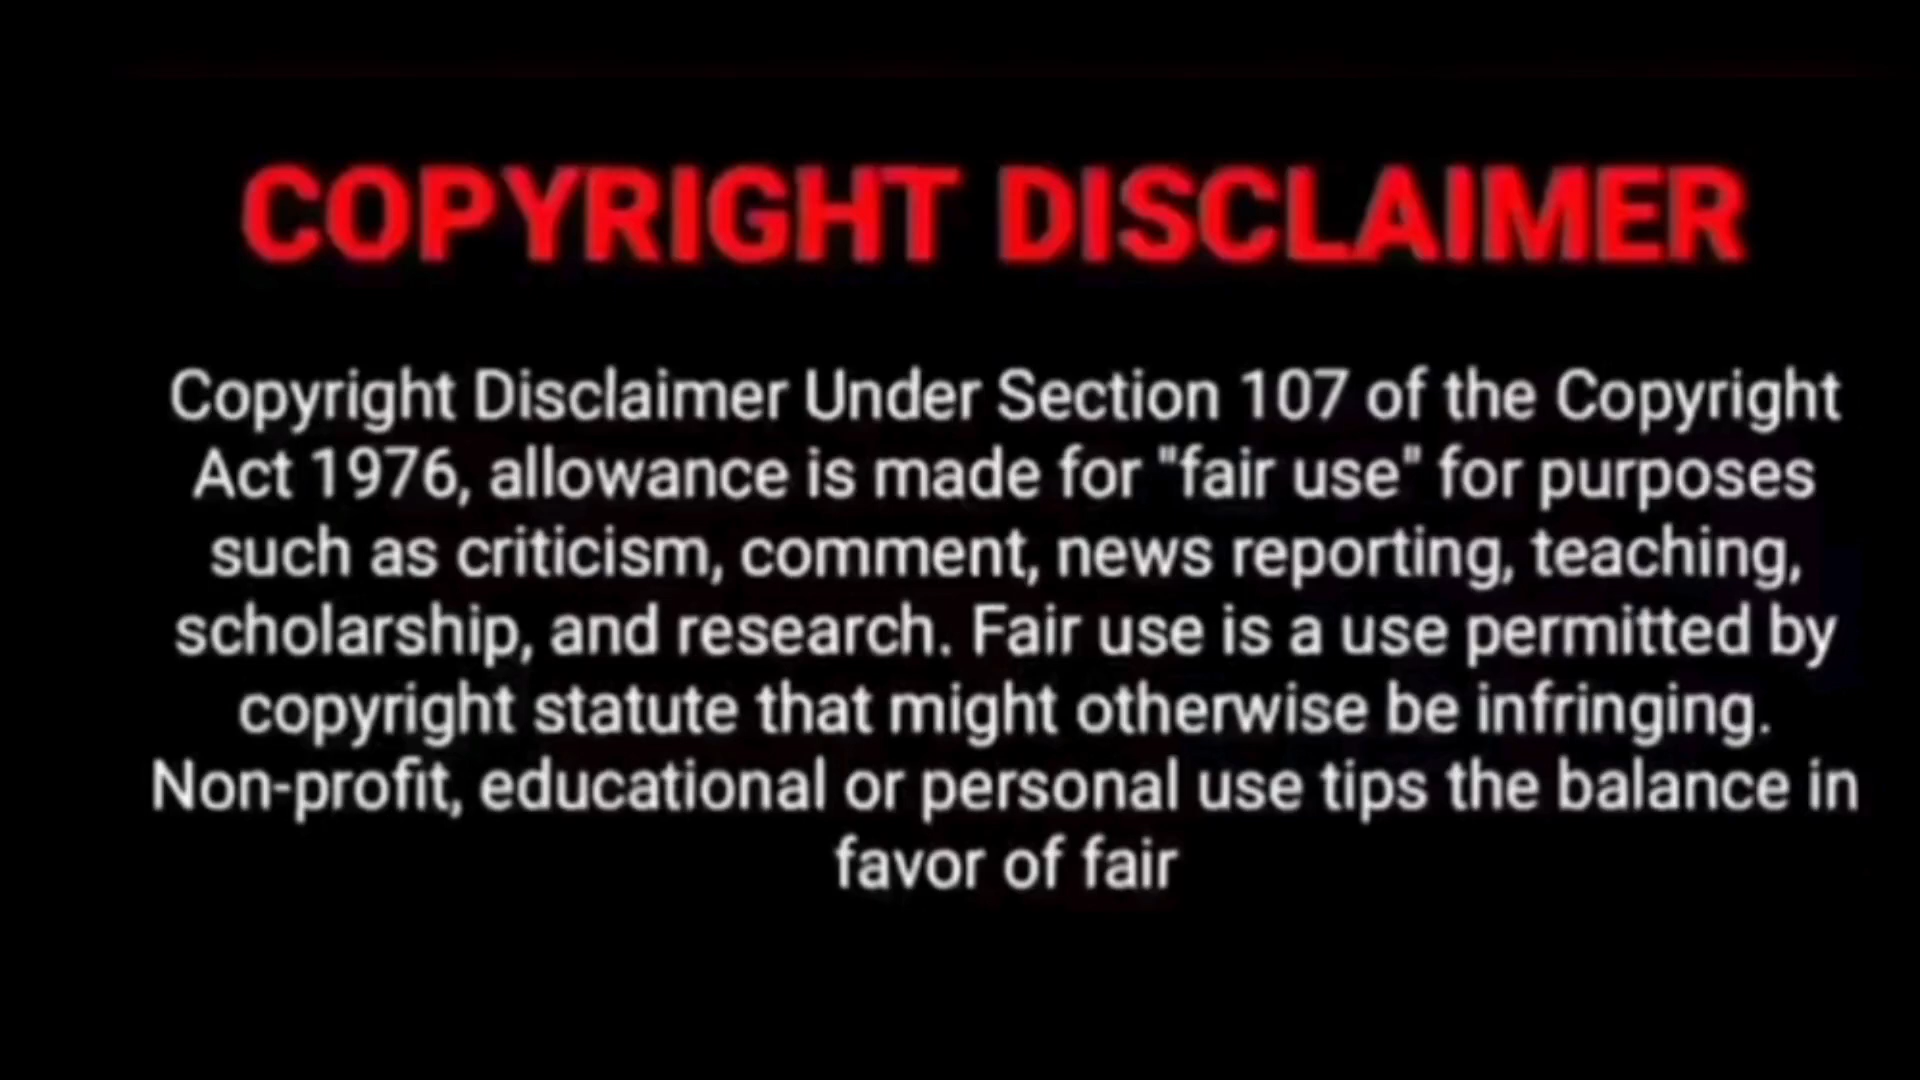 COPYRIGHT DISCLAIMER
Copyright Disclaimer Under Section 107 of the Copyright
Act 1976, allowance is made for "fair use" for purposes
such as criticism, comment, news reporting, teaching,
scholarship, and research. Fair use is a use permitted by
copyright statute that might otherwise be infringing.
Non-profit, educational or personal use tips the balance in
favor of fair